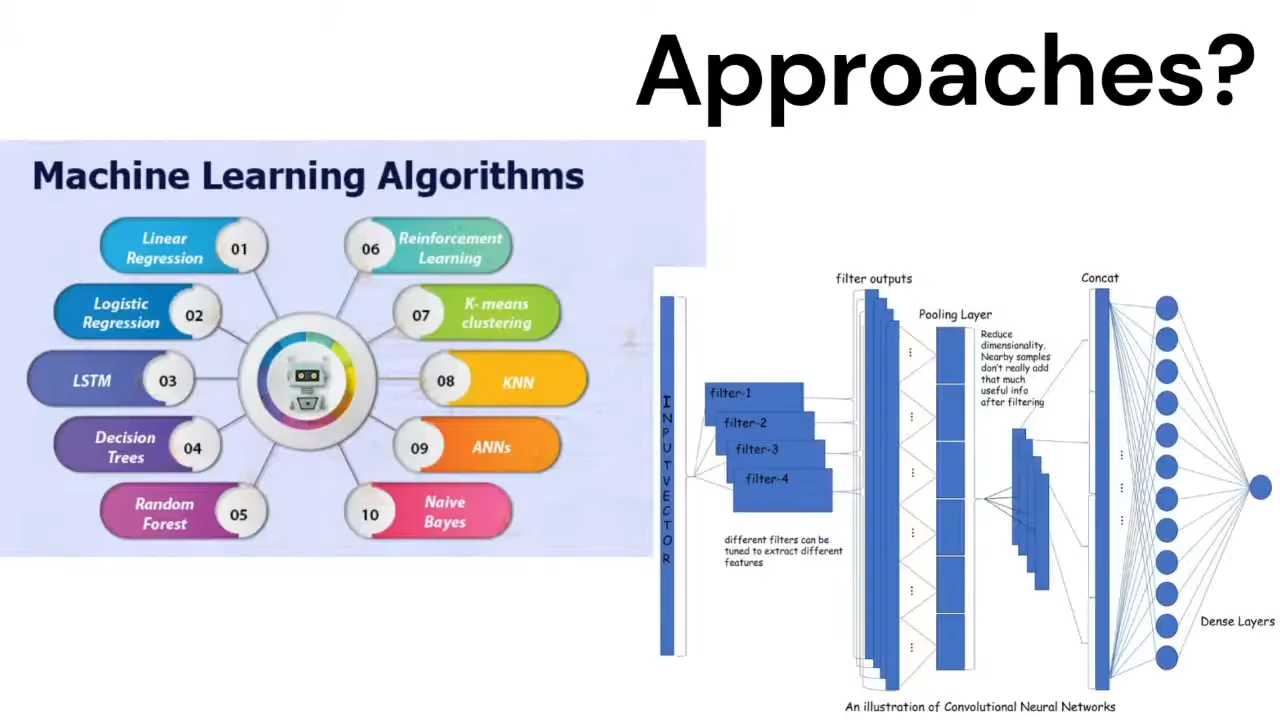 Approaches?
Machine Learning Algorithms
Linear
Regression
01
Logistic
Regression
02
LSTM
03
Decision
Trees
04
Random
Forest
05
06
Reinforcement
Learning
07
K- means
clustering
08
KNN
09
ANNs
10
Naive
Bayes
INPUTVECTOR
filter-1
filter-2
filter-3
filter-4
different filters can be
tuned to extract different
features
filter outputs
Pooling Layer
Reduce
dimensionality.
Nearby samples
don't really add
that much
useful info
after filtering
Concat
Dense Layers
An illustration of Convolutional Neural Networks